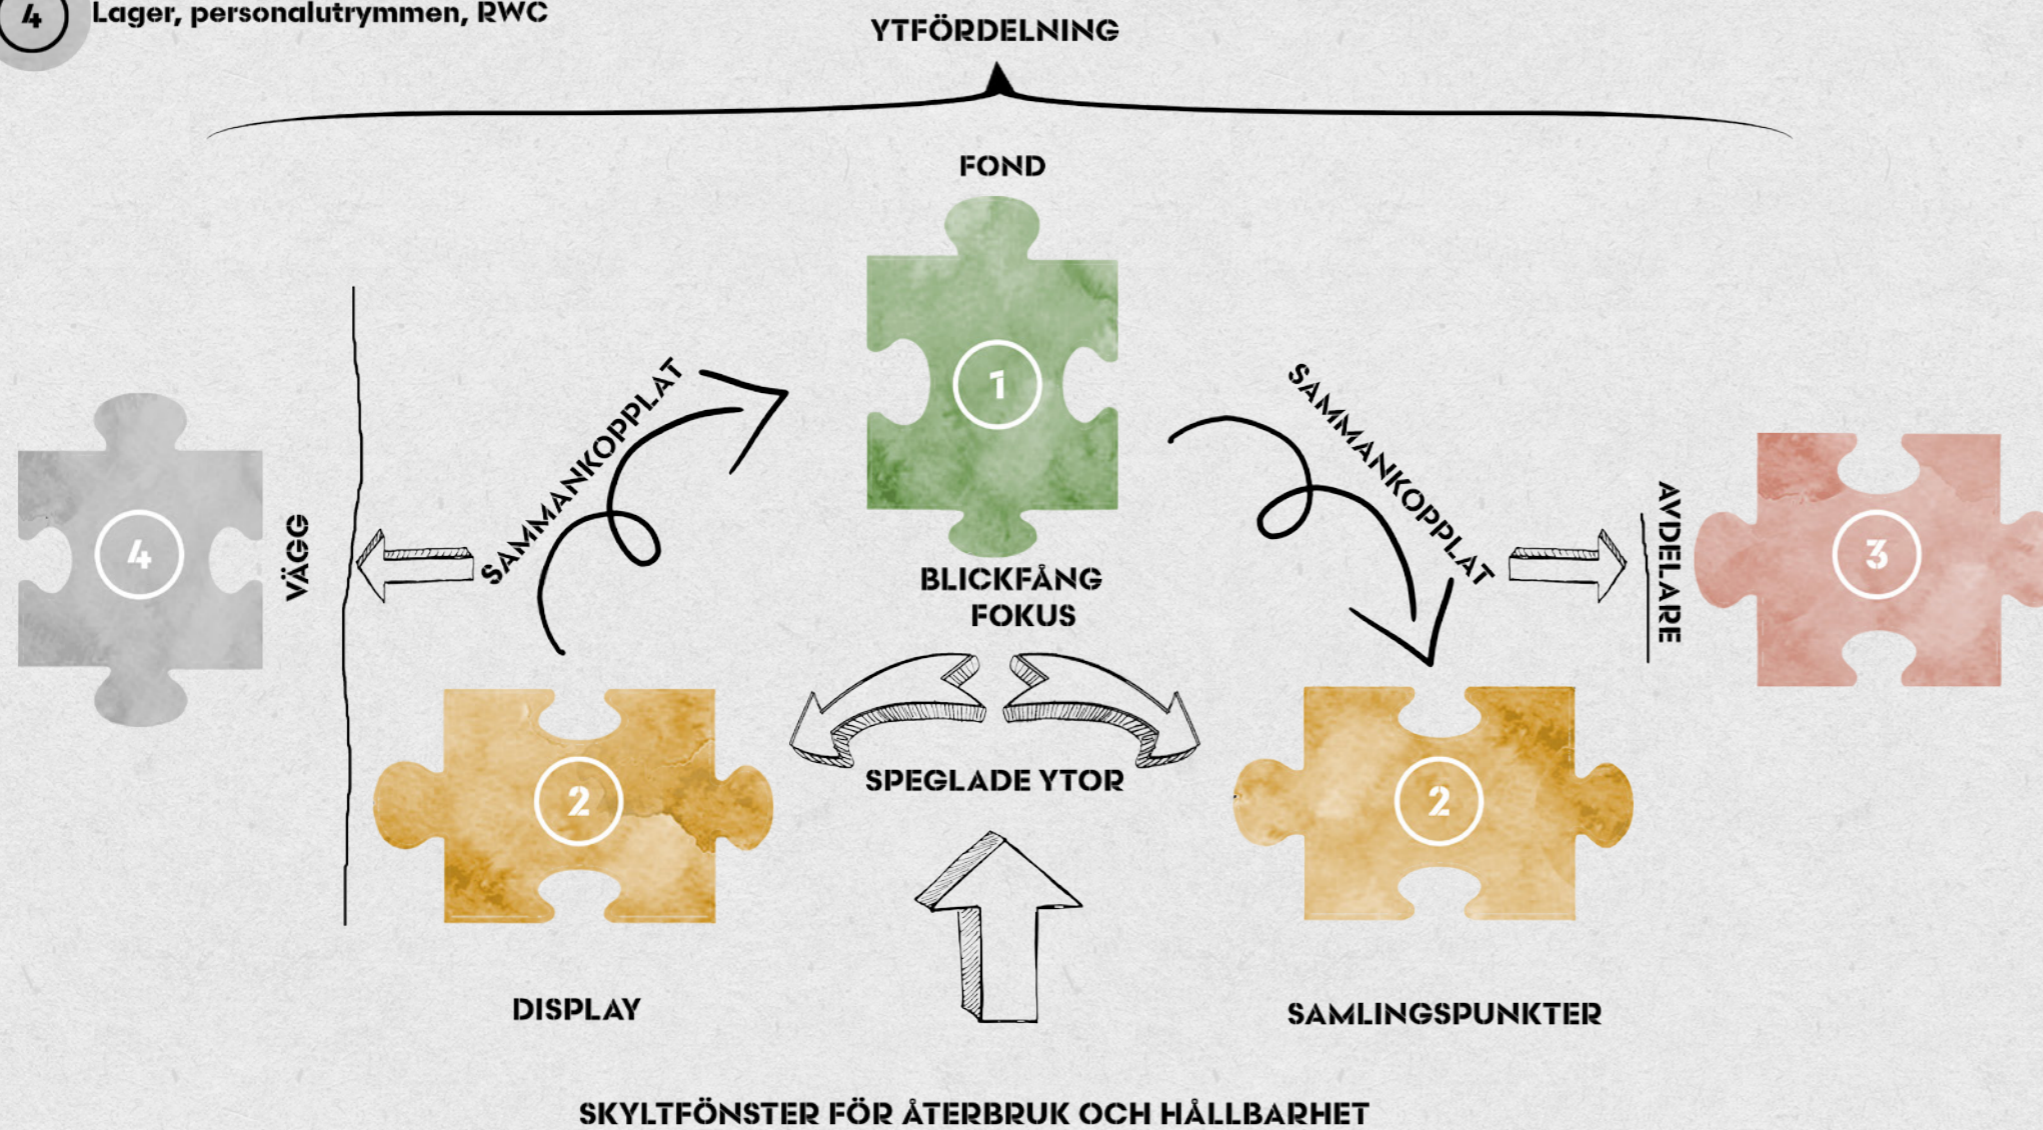 4 Lager, personalutrymmen, RWC
YTFÖRDELNING
FOND
1
SAMMANKOPPLAT
SAMMANKOPPLAT
4
VÄGG
AVDELARE
3
BLICKFÅNG
FOKUS
2
SPEGLADE YTOR
2
DISPLAY
SAMLINGSPUNKTER
SKYLTFÖNSTER FÖR ÅTERBRUK OCH HÅLLBARHET